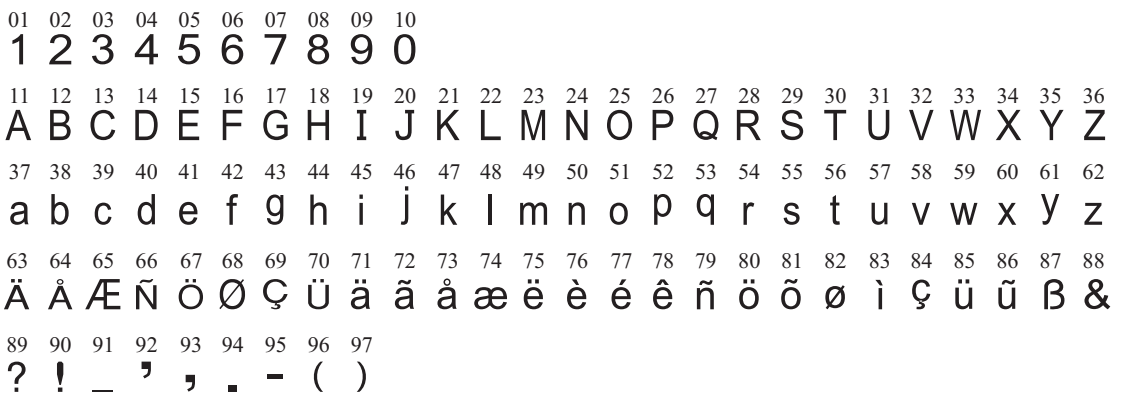 01 02 03 04 05 06 07 08 09 10
1 2 3 4 5 6 7 8 9 0
11 12 13 14 15 16 17 18 19 20 21 22 23 24 25 26 27 28 29 30 31 32 33 34 35 36
A B C D E F G H I J K L M N O P Q R S T U V W X Y Z
37 38 39 40 41 42 43 44 45 46 47 48 49 50 51 52 53 54 55 56 57 58 59 60 61 62
a b c d e f g h i j k l m n o p q r s t u v w x y z
63 64 65 66 67 68 69 70 71 72 73 74 75 76 77 78 79 80 81 82 83 84 85 86 87 88
Ä Å Æ Ñ Ö Ø Ç Ü ä ã å æ ë è é ê ñ ö õ ø ì ç ü ũ ß &
89 90 91 92 93 94 95 96 97
? ! _ ’ , . - ( )